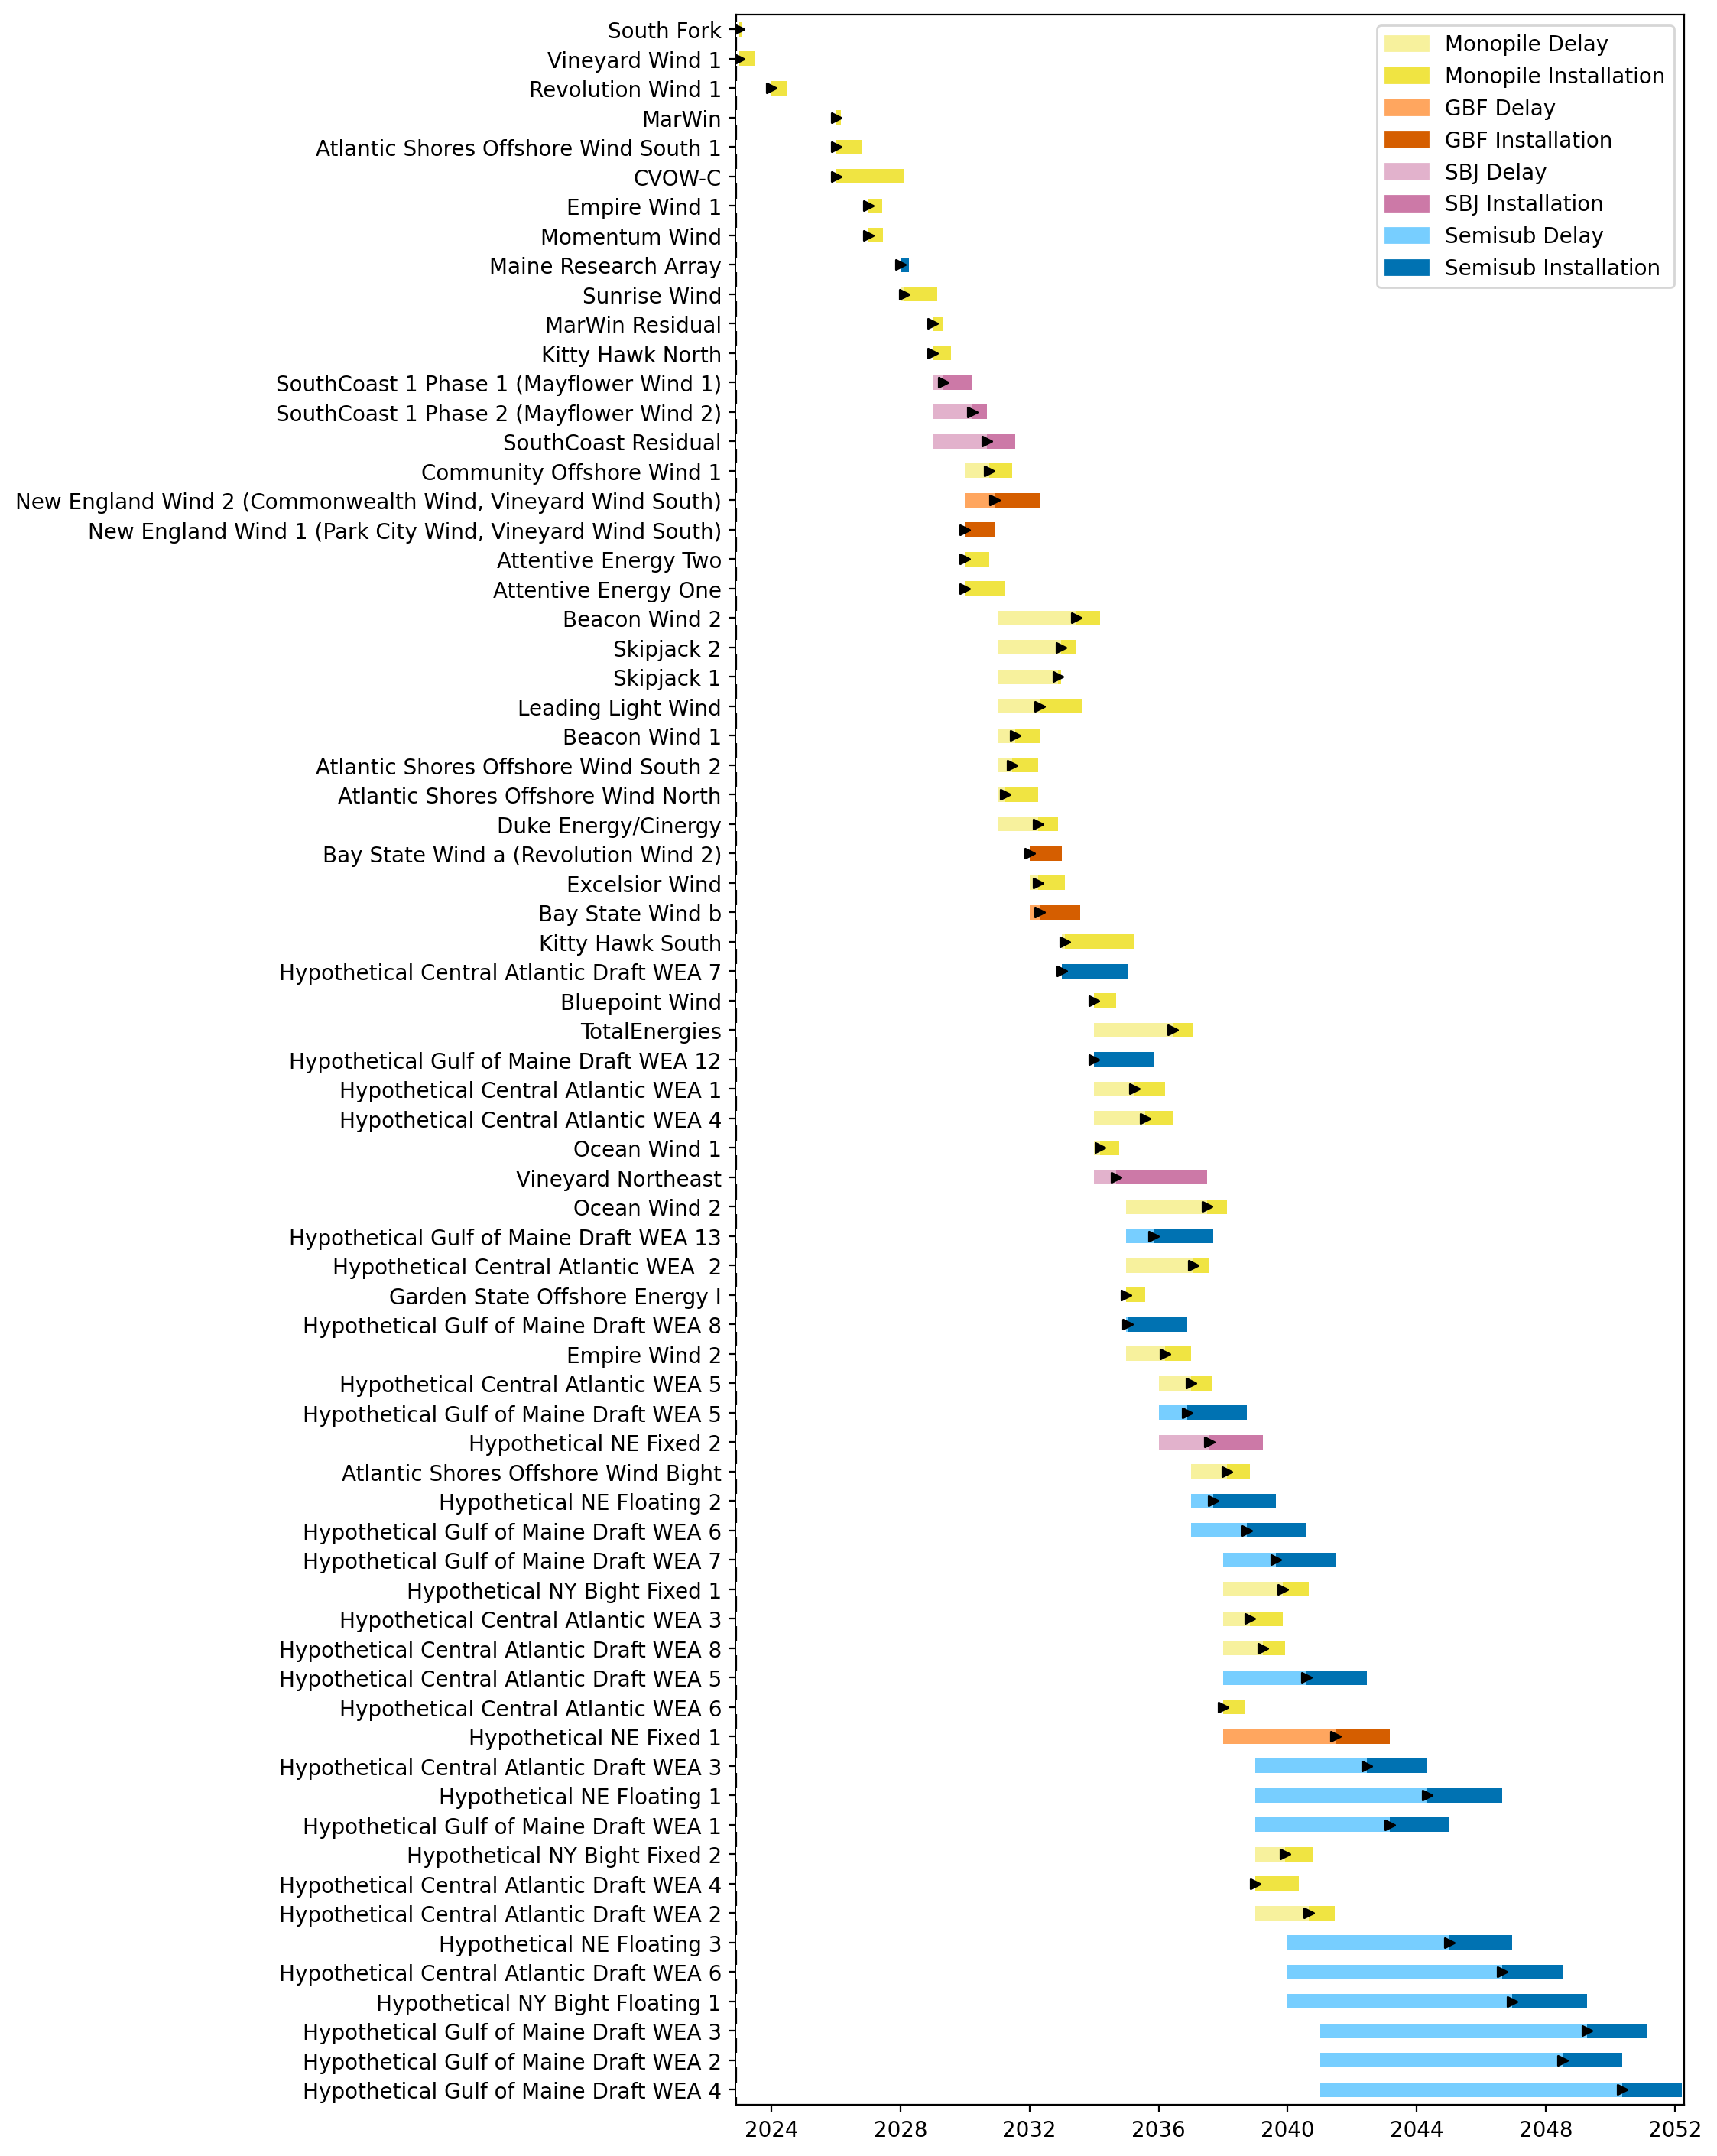 South Fork
Vineyard Wind 1
Revolution Wind 1
MarWin
Atlantic Shores Offshore Wind South 1
CVOW-C
Empire Wind 1
Momentum Wind
Maine Research Array
Sunrise Wind
MarWin Residual
Kitty Hawk North
SouthCoast 1 Phase 1 (Mayflower Wind 1)
SouthCoast 1 Phase 2 (Mayflower Wind 2)
SouthCoast Residual
Community Offshore Wind 1
New England Wind 2 (Commonwealth Wind, Vineyard Wind South)
New England Wind 1 (Park City Wind, Vineyard Wind South)
Attentive Energy Two
Attentive Energy One
Beacon Wind 2
Skipjack 2
Skipjack 1
Leading Light Wind
Beacon Wind 1
Atlantic Shores Offshore Wind South 2
Atlantic Shores Offshore Wind North
Duke Energy/Cinergy
Bay State Wind a (Revolution Wind 2)
Excelsior Wind
Bay State Wind b
Kitty Hawk South
Hypothetical Central Atlantic Draft WEA 7
Bluepoint Wind
TotalEnergies
Hypothetical Gulf of Maine Draft WEA 12
Hypothetical Central Atlantic WEA 1
Hypothetical Central Atlantic WEA 4
Ocean Wind 1
Vineyard Northeast
Ocean Wind 2
Hypothetical Gulf of Maine Draft WEA 13
Hypothetical Central Atlantic WEA  2
Garden State Offshore Energy I
Hypothetical Gulf of Maine Draft WEA 8
Empire Wind 2
Hypothetical Central Atlantic WEA 5
Hypothetical Gulf of Maine Draft WEA 5
Hypothetical NE Fixed 2
Atlantic Shores Offshore Wind Bight
Hypothetical NE Floating 2
Hypothetical Gulf of Maine Draft WEA 6
Hypothetical Gulf of Maine Draft WEA 7
Hypothetical NY Bight Fixed 1
Hypothetical Central Atlantic WEA 3
Hypothetical Central Atlantic Draft WEA 8
Hypothetical Central Atlantic Draft WEA 5
Hypothetical Central Atlantic WEA 6
Hypothetical NE Fixed 1
Hypothetical Central Atlantic Draft WEA 3
Hypothetical NE Floating 1
Hypothetical Gulf of Maine Draft WEA 1
Hypothetical NY Bight Fixed 2
Hypothetical Central Atlantic Draft WEA 4
Hypothetical Central Atlantic Draft WEA 2
Hypothetical NE Floating 3
Hypothetical Central Atlantic Draft WEA 6
Hypothetical NY Bight Floating 1
Hypothetical Gulf of Maine Draft WEA 3
Hypothetical Gulf of Maine Draft WEA 2
Hypothetical Gulf of Maine Draft WEA 4
Monopile Delay
Monopile Installation
GBF Delay
GBF Installation
SBJ Delay
SBJ Installation
Semisub Delay
Semisub Installation
2024 2028 2032 2036 2040 2044 2048 2052